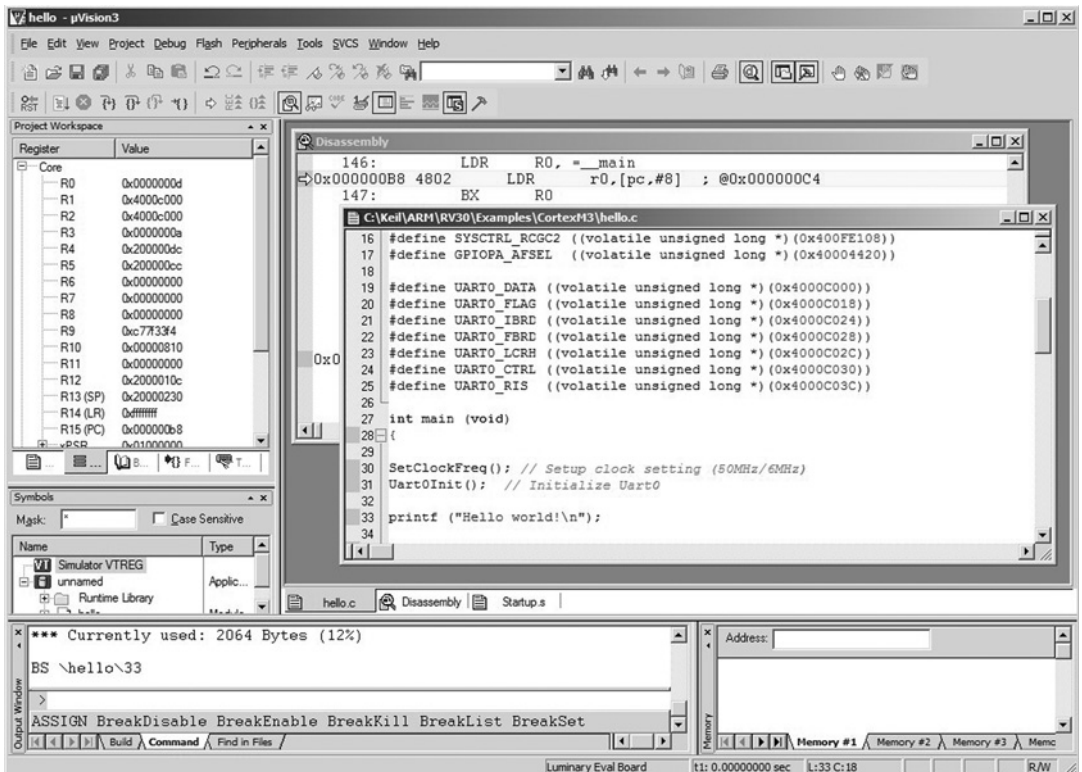 hello - µVision3
File Edit View Project Debug Flash Peripherals Tools SVCS Window Help
RST
CODE
Project Workspace
Register Value
Core
R0 0x0000000d
R1 0x4000c000
R2 0x4000c000
R3 0x0000000a
R4 0x200000dc
R5 0x200000cc
R6 0x00000000
R7 0x00000000
R8 0x00000000
R9 0xc77f33f4
R10 0x00000810
R11 0x00000000
R12 0x2000010c
R13 (SP) 0x20000230
R14 (LR) 0xffffffff
R15 (PC) 0x000000b8
xPSR 0x01000000
... ... B... F... T...
Disassembly
146: LDR R0, =__main
0x000000B8 4802 LDR r0,[pc,#8] ; @0x000000C4
147: BX R0
0x0
C:\Keil\ARM\RV30\Examples\CortexM3\hello.c
16 #define SYSCTRL_RCGC2 ((volatile unsigned long *)(0x400FE108))
17 #define GPIOPA_AFSEL ((volatile unsigned long *)(0x40004420))
18
19 #define UART0_DATA ((volatile unsigned long *)(0x4000C000))
20 #define UART0_FLAG ((volatile unsigned long *)(0x4000C018))
21 #define UART0_IBRD ((volatile unsigned long *)(0x4000C024))
22 #define UART0_FBRD ((volatile unsigned long *)(0x4000C028))
23 #define UART0_LCRH ((volatile unsigned long *)(0x4000C02C))
24 #define UART0_CTRL ((volatile unsigned long *)(0x4000C030))
25 #define UART0_RIS ((volatile unsigned long *)(0x4000C03C))
26
27 int main (void)
28 {
29
30 SetClockFreq(); // Setup clock setting (50MHz/6MHz)
31 Uart0Init(); // Initialize Uart0
32
33 printf ("Hello world!\n");
34
hello.c Disassembly Startup.s
Symbols
Mask: * Case Sensitive
Name Type
Simulator VTREG
unnamed Applic...
Runtime Library
hello Module
Output Window
*** Currently used: 2064 Bytes (12%)
BS \hello\33
>
ASSIGN BreakDisable BreakEnable BreakKill BreakList BreakSet
Build Command Find in Files
Memory
Address:
Memory #1 Memory #2 Memory #3 Memc
Luminary Eval Board t1: 0.00000000 sec L:33 C:18 R/W